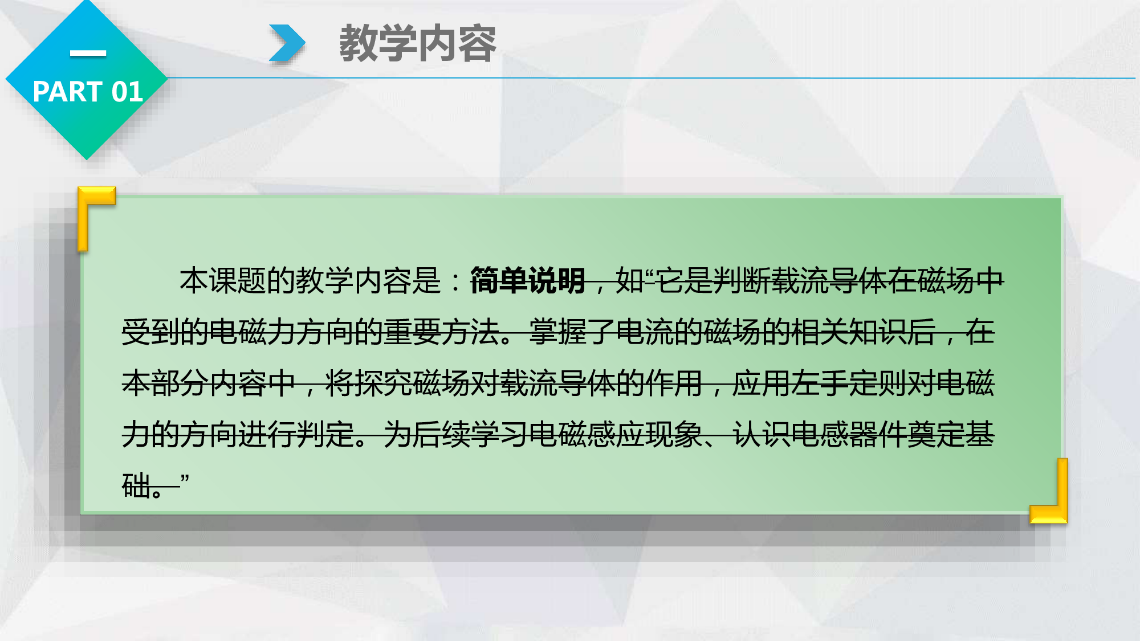 一
PART 01
教学内容
本课题的教学内容是：简单说明，如“它是判断载流导体在磁场中
受到的电磁力方向的重要方法。掌握了电流的磁场的相关知识后，在
本部分内容中，将探究磁场对载流导体的作用，应用左手定则对电磁
力的方向进行判定。为后续学习电磁感应现象、认识电感器件奠定基
础。”